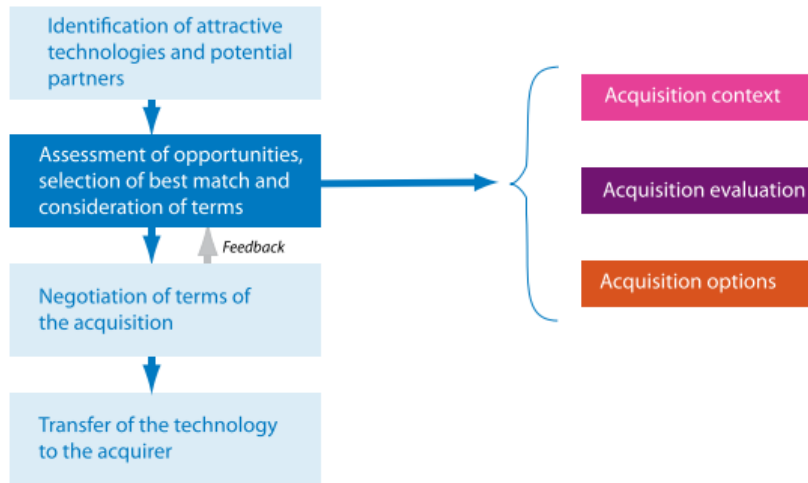 Identification of attractive
technologies and potential
partners
Assessment of opportunities,
selection of best match and
consideration of terms
Feedback
Negotiation of terms of
the acquisition
Transfer of the technology
to the acquirer
Acquisition context
Acquisition evaluation
Acquisition options